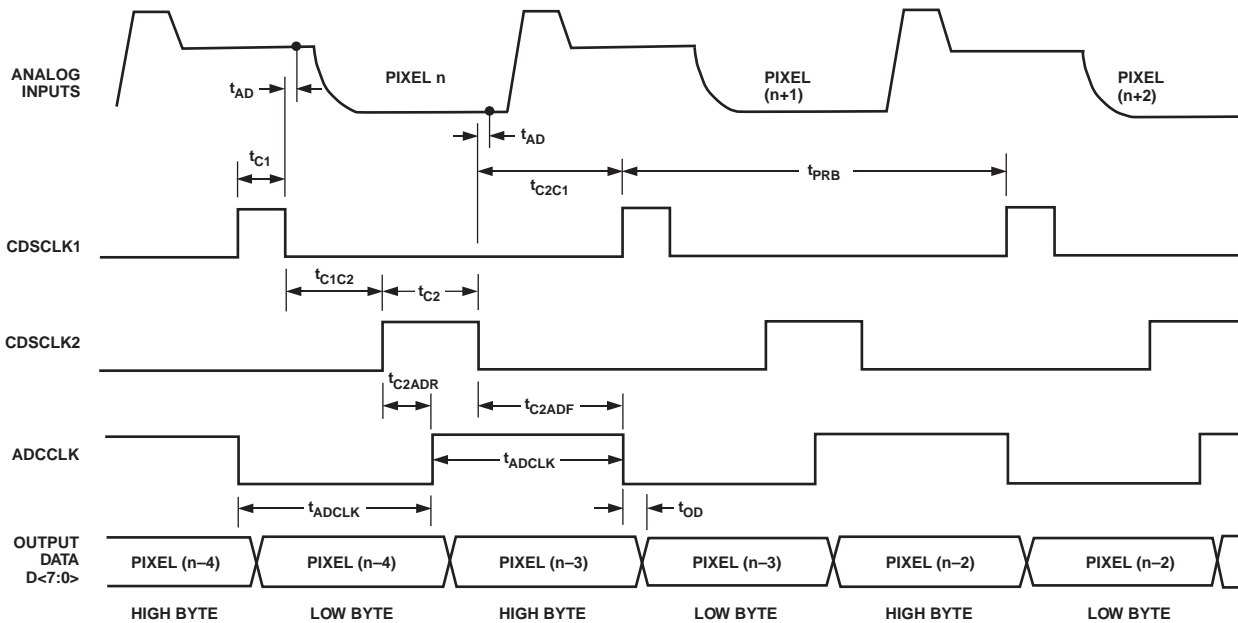 ANALOG
INPUTS
PIXEL n
PIXEL
(n+1)
PIXEL
(n+2)
tAD
tAD
tC1
tC2C1
tPRB
CDSCLK1
tC1C2
tC2
CDSCLK2
tC2ADR
tC2ADF
ADCCLK
tADCLK
tADCLK
tOD
OUTPUT
DATA
D<7:0>
PIXEL (n–4)
PIXEL (n–4)
PIXEL (n–3)
PIXEL (n–3)
PIXEL (n–2)
PIXEL (n–2)
HIGH BYTE
LOW BYTE
HIGH BYTE
LOW BYTE
HIGH BYTE
LOW BYTE